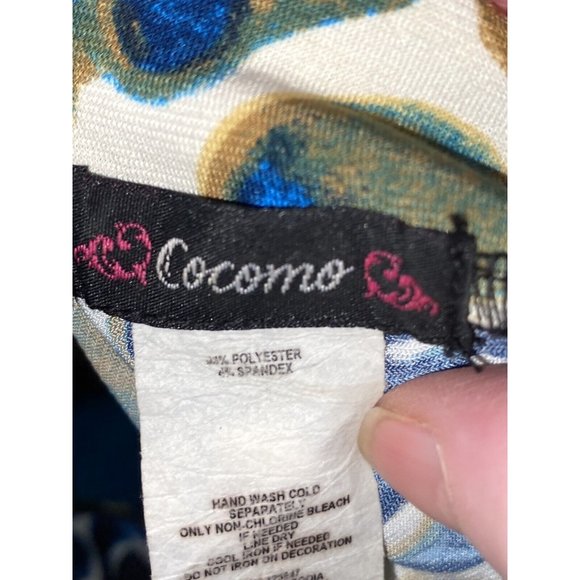 Cocomo
POLYESTER
SPANDEX
HAND WASH COLD
SEPARATELY
ONLY NON-CHLORINE BLEACH
IF NEEDED
LINE DRY
COOL IRON IF NEEDED
DO NOT IRON ON DECORATION